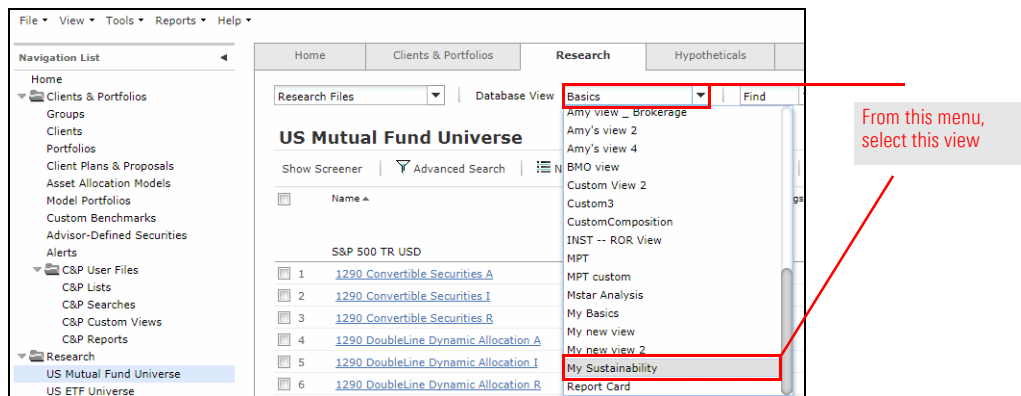 File View Tools Reports Help
Navigation List
Home
Clients & Portfolios
Groups
Clients
Portfolios
Client Plans & Proposals
Asset Allocation Models
Model Portfolios
Custom Benchmarks
Advisor-Defined Securities
Alerts
C&P User Files
C&P Lists
C&P Searches
C&P Custom Views
C&P Reports
Research
US Mutual Fund Universe
US ETF Universe
Home Clients & Portfolios Research Hypotheticals
Research Files Database View Basics Find
US Mutual Fund Universe
Show Screener Advanced Search N
Name
gs
S&P 500 TR USD
1 1290 Convertible Securities A
2 1290 Convertible Securities I
3 1290 Convertible Securities R
4 1290 DoubleLine Dynamic Allocation A
5 1290 DoubleLine Dynamic Allocation I
6 1290 DoubleLine Dynamic Allocation R
Amy view _ Brokerage
Amy's view 2
Amy's view 4
BMO view
Custom View 2
Custom3
CustomComposition
INST -- ROR View
MPT
MPT custom
Mstar Analysis
My Basics
My new view
My new view 2
My Sustainability
Report Card
From this menu,
select this view